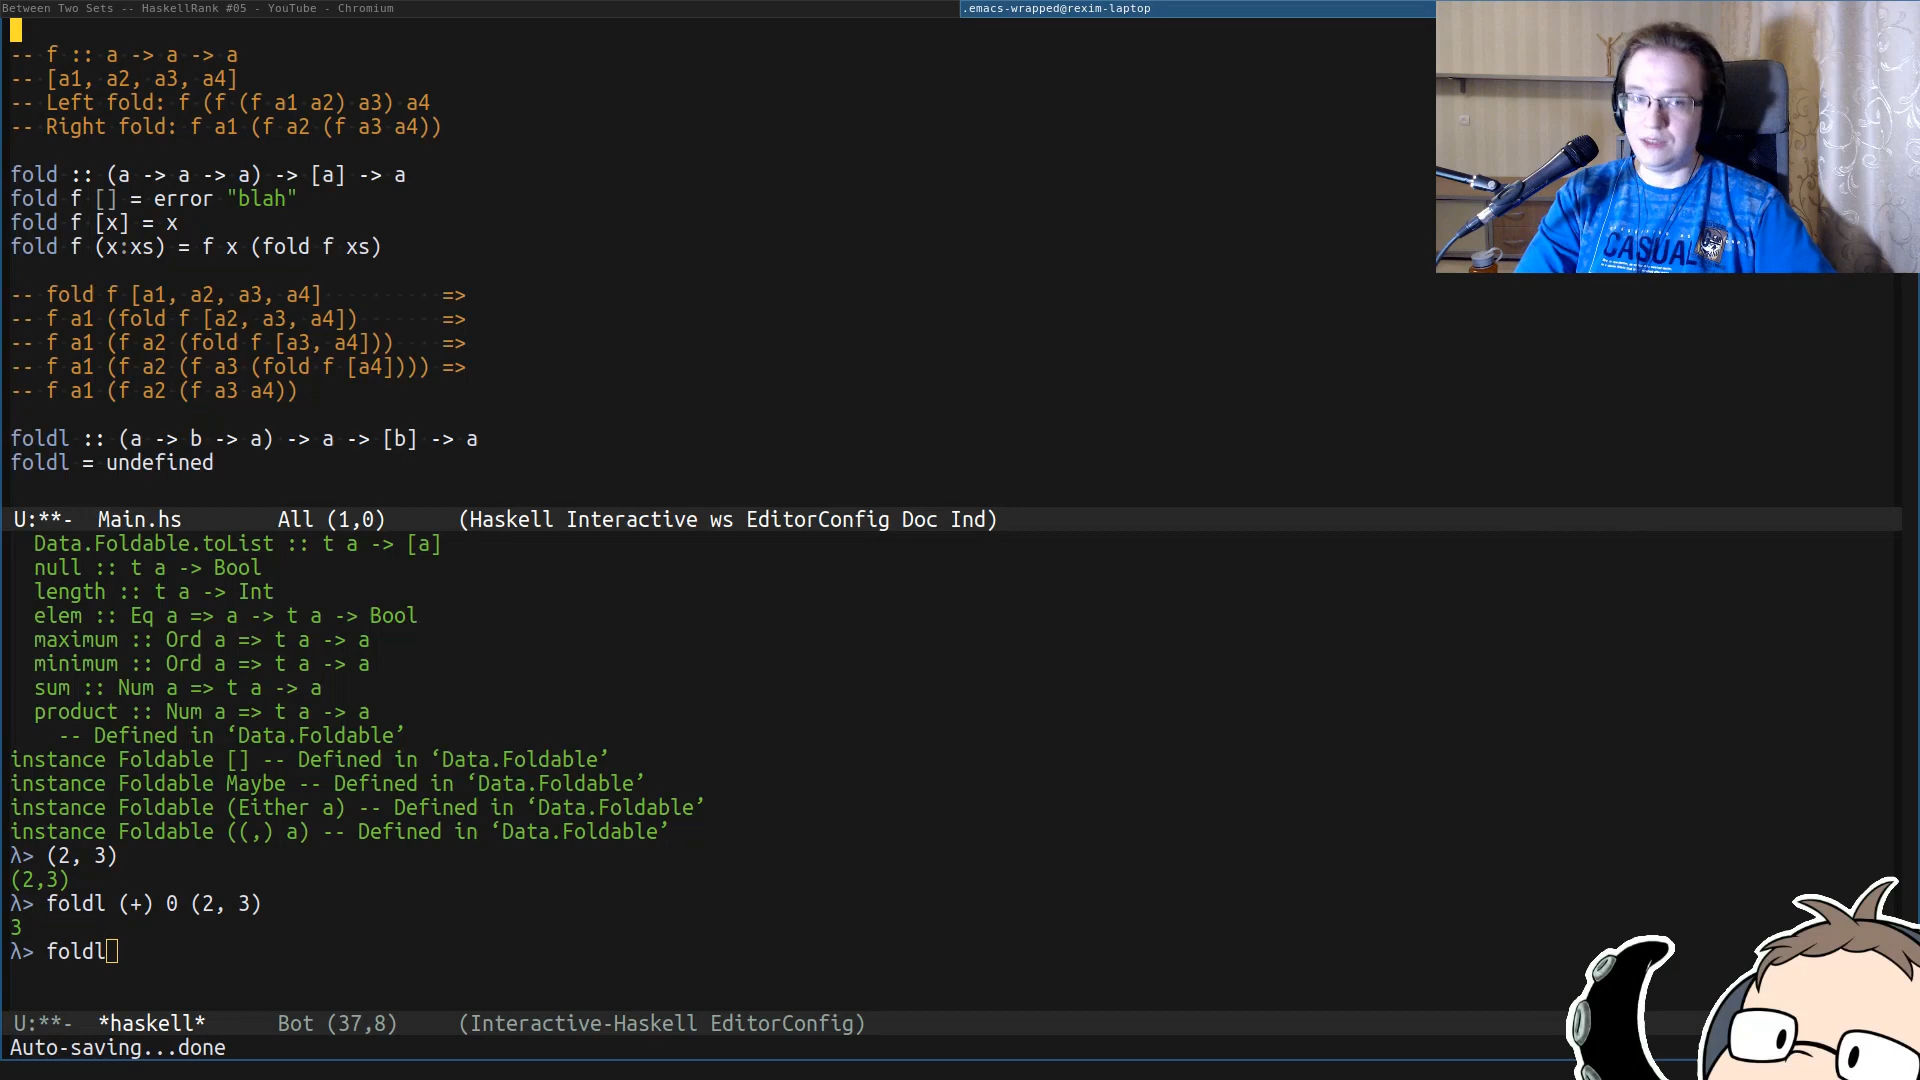 Between Two Sets -- HaskellRank #05 - YouTube - Chromium
.emacs-wrapped@rexim-laptop
-- f :: a -> a -> a
-- [a1, a2, a3, a4]
-- Left fold: f (f (f a1 a2) a3) a4
-- Right fold: f a1 (f a2 (f a3 a4))
fold :: (a -> a -> a) -> [a] -> a
fold f [] = error "blah"
fold f [x] = x
fold f (x:xs) = f x (fold f xs)
-- fold f [a1, a2, a3, a4] =>
-- f a1 (fold f [a2, a3, a4]) =>
-- f a1 (f a2 (fold f [a3, a4])) =>
-- f a1 (f a2 (f a3 (fold f [a4]))) =>
-- f a1 (f a2 (f a3 a4))
foldl :: (a -> b -> a) -> a -> [b] -> a
foldl = undefined
U:**- Main.hs All (1,0) (Haskell Interactive ws EditorConfig Doc Ind)
Data.Foldable.toList :: t a -> [a]
null :: t a -> Bool
length :: t a -> Int
elem :: Eq a => a -> t a -> Bool
maximum :: Ord a => t a -> a
minimum :: Ord a => t a -> a
sum :: Num a => t a -> a
product :: Num a => t a -> a
-- Defined in ‘Data.Foldable’
instance Foldable [] -- Defined in ‘Data.Foldable’
instance Foldable Maybe -- Defined in ‘Data.Foldable’
instance Foldable (Either a) -- Defined in ‘Data.Foldable’
instance Foldable ((,) a) -- Defined in ‘Data.Foldable’
λ> (2, 3)
(2,3)
λ> foldl (+) 0 (2, 3)
3
λ> foldl
U:**- *haskell* Bot (37,8) (Interactive-Haskell EditorConfig)
Auto-saving...done
CASUAL